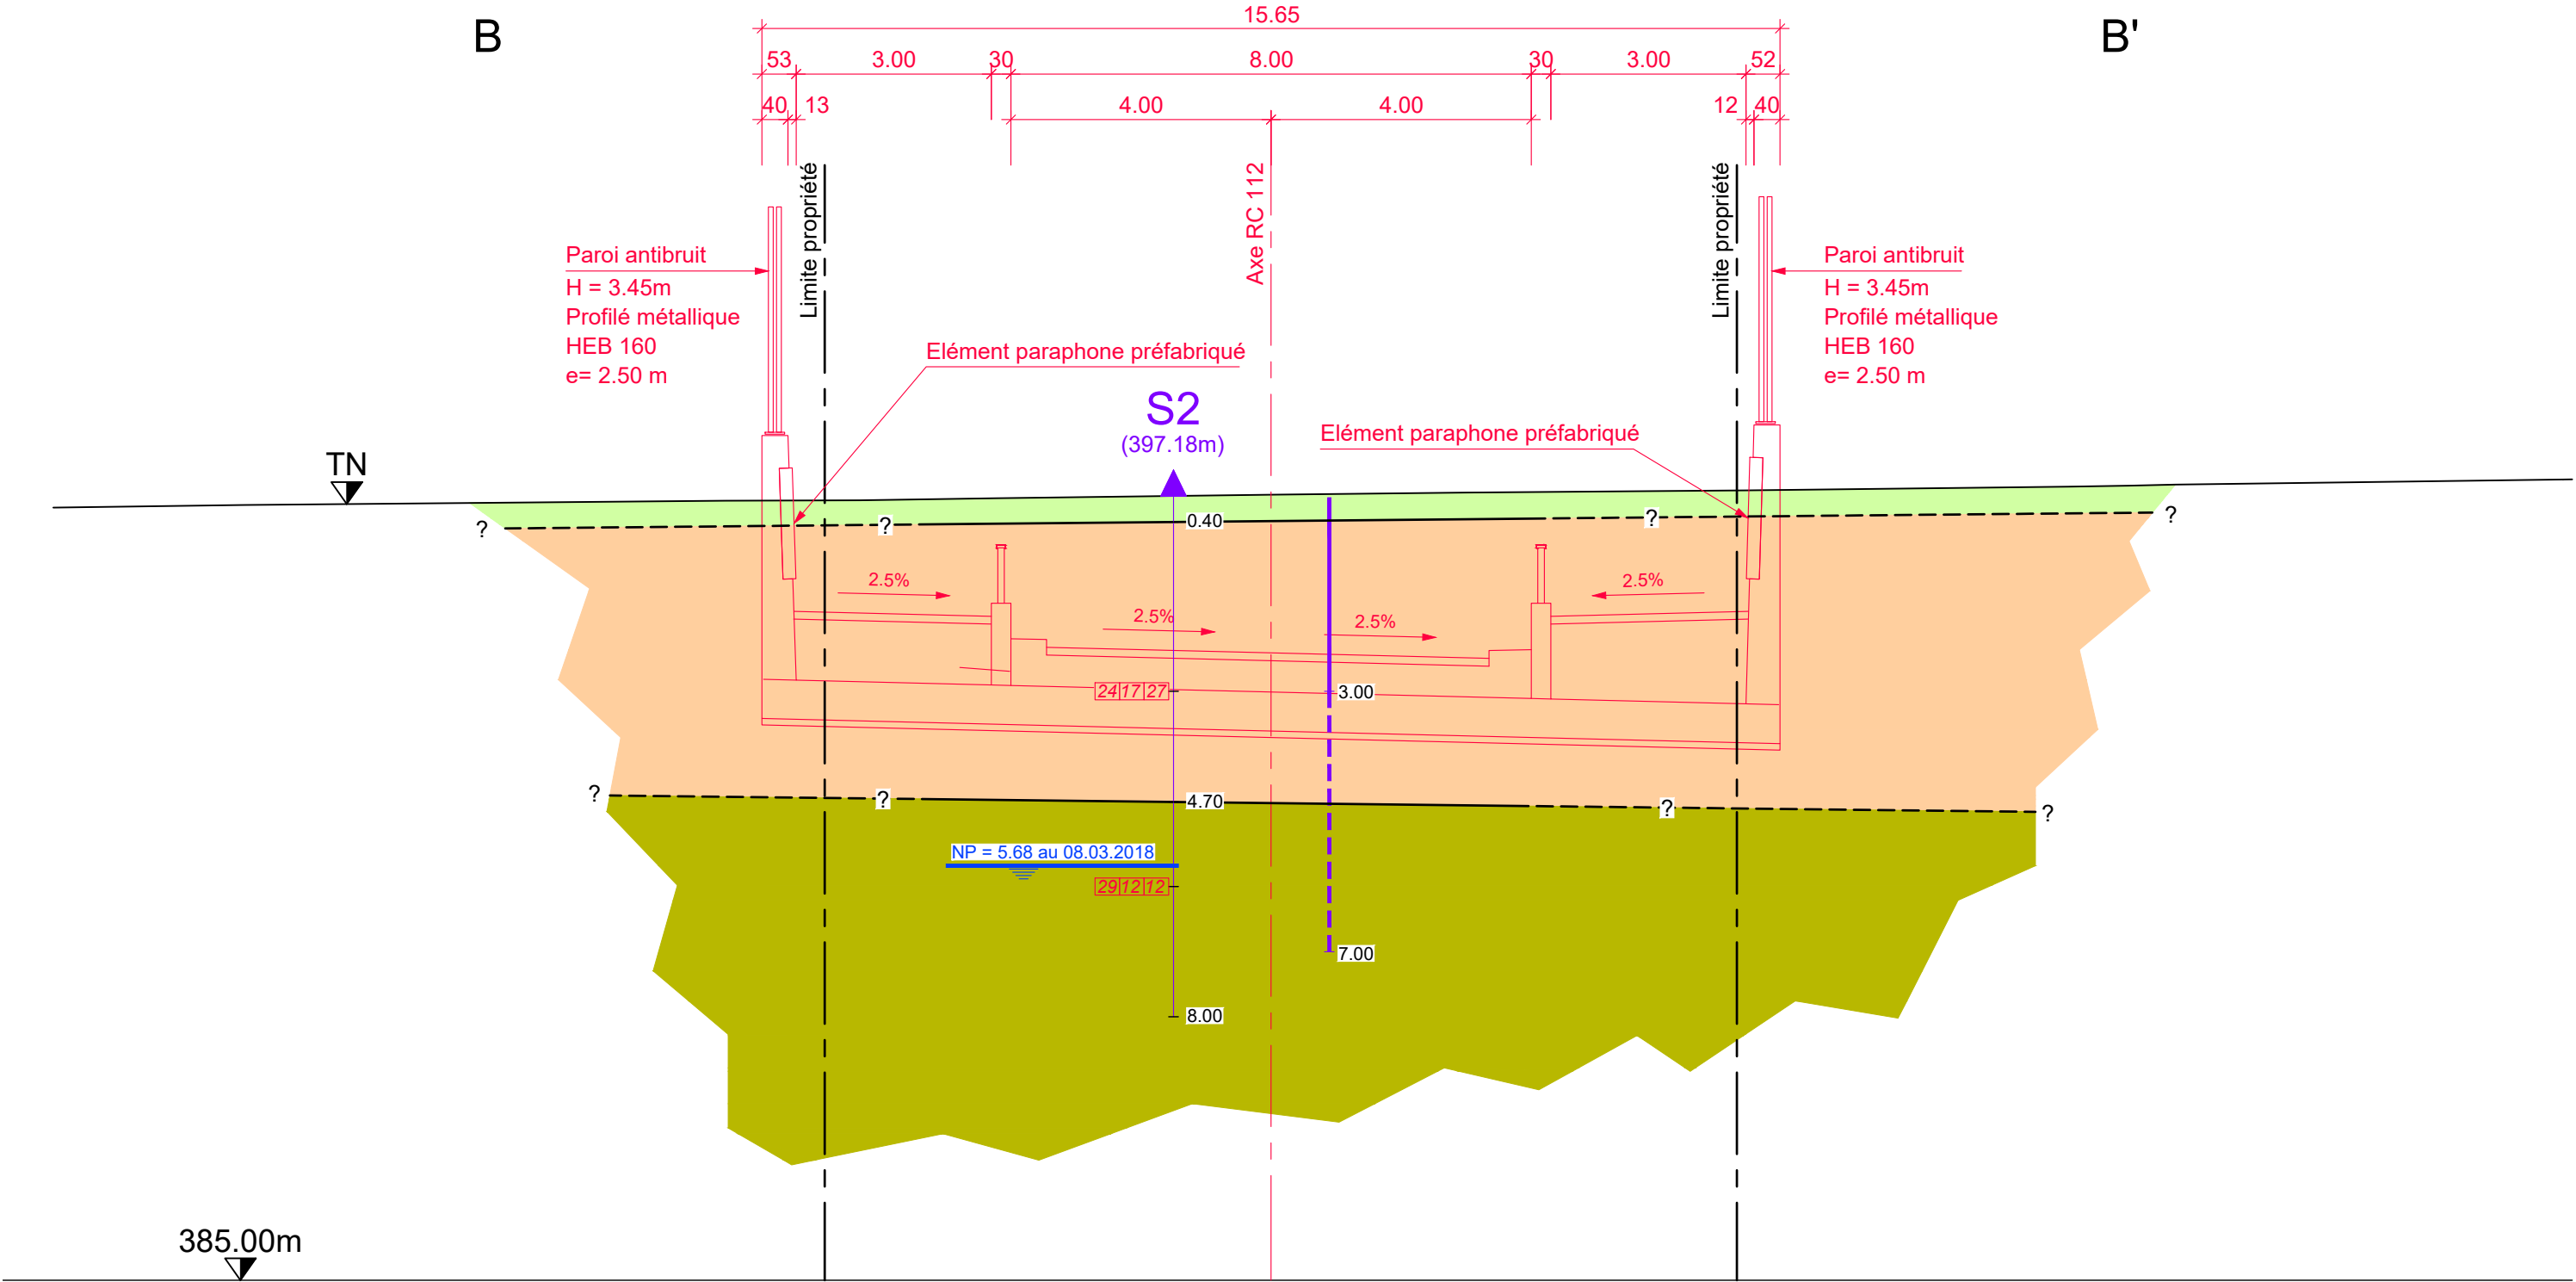 B
15.65
B'
53
3.00
30
8.00
30
3.00
52
40
13
4.00
4.00
12
40
Limite propriété
Axe RC 112
Limite propriété
Paroi antibruit
H = 3.45m
Profilé métallique
HEB 160
e= 2.50 m
Paroi antibruit
H = 3.45m
Profilé métallique
HEB 160
e= 2.50 m
Elément paraphone préfabriqué
S2
(397.18m)
Elément paraphone préfabriqué
TN
?
?
0.40
?
?
2.5%
2.5%
2.5%
2.5%
24 17 27
3.00
?
?
4.70
?
?
NP = 5.68 au 08.03.2018
29 12 12
7.00
8.00
385.00m